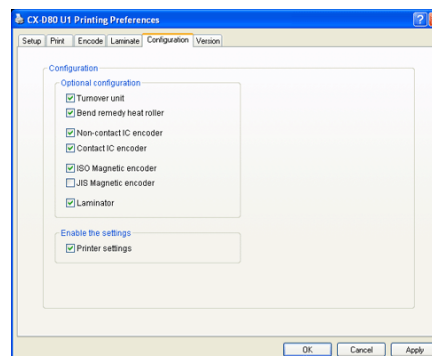 CX-D80 U1 Printing Preferences
Setup Print Encode Laminate Configuration Version
Configuration
Optional configuration
Turnover unit
Bend remedy heat roller
Non-contact IC encoder
Contact IC encoder
ISO Magnetic encoder
JIS Magnetic encoder
Laminator
Enable the settings
Printer settings
OK Cancel Apply